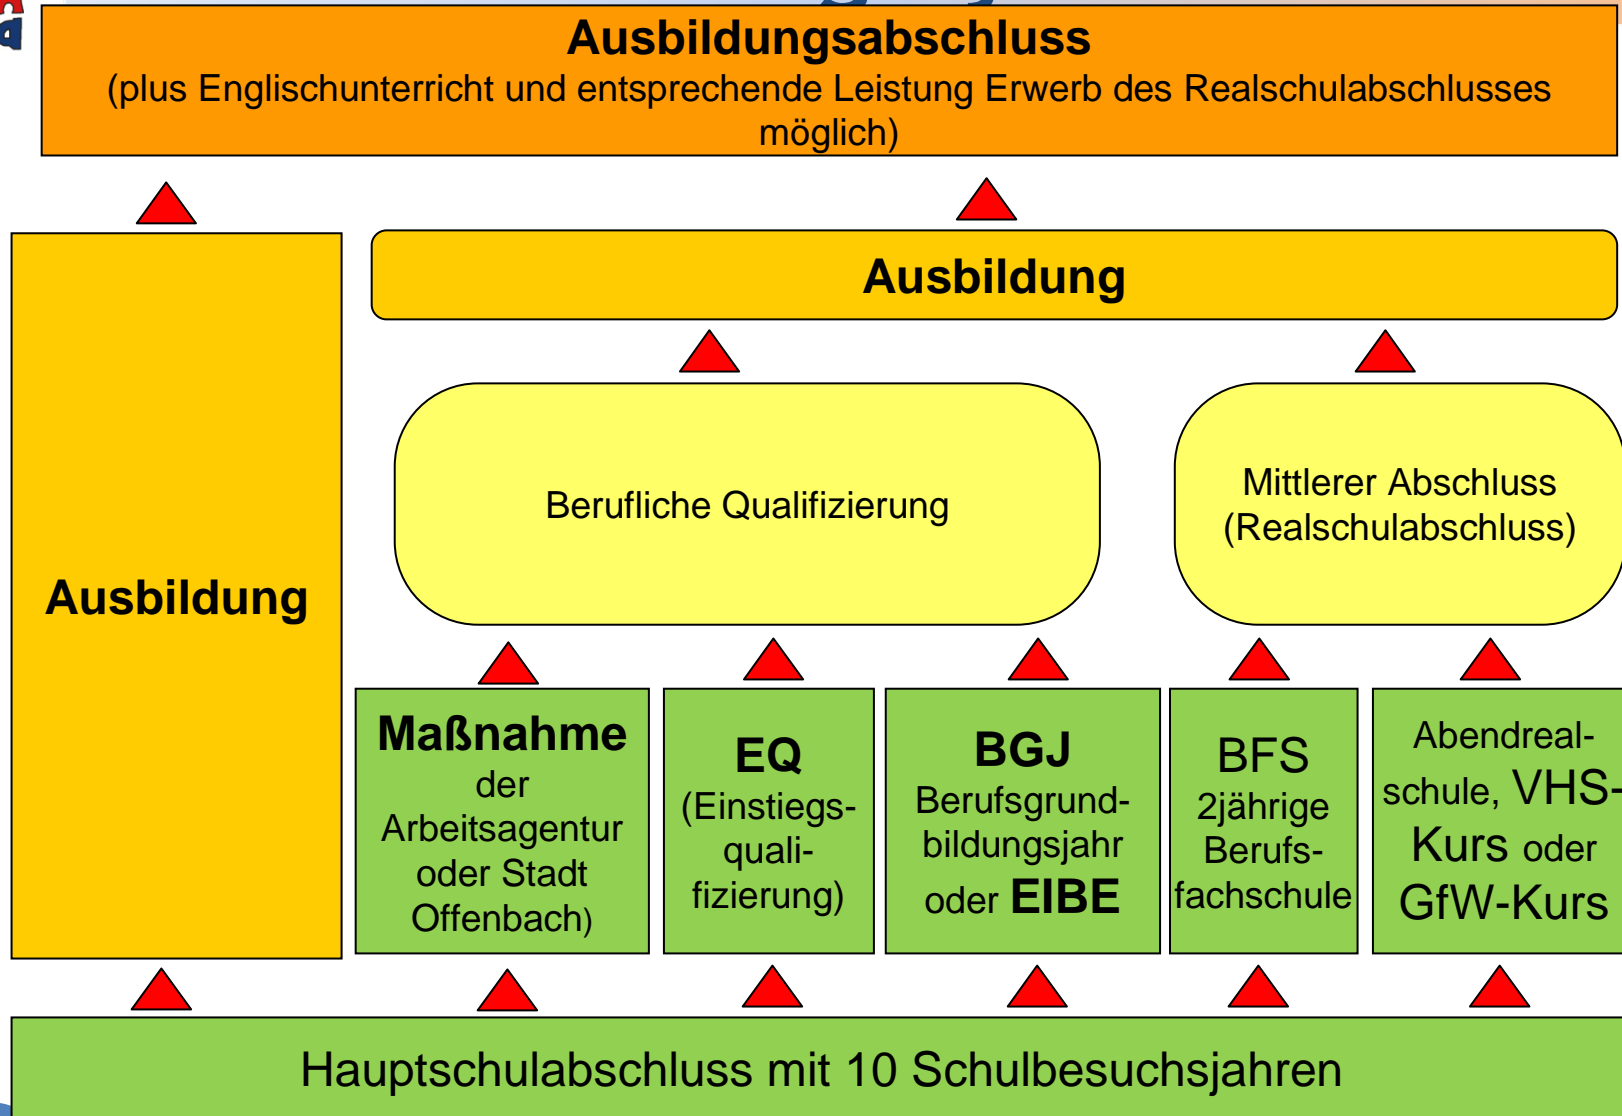 Ausbildungsabschluss
(plus Englischunterricht und entsprechende Leistung Erwerb des Realschulabschlusses
möglich)
Ausbildung
Ausbildung
Berufliche Qualifizierung
Mittlerer Abschluss
(Realschulabschluss)
Maßnahme
der
Arbeitsagentur
oder Stadt
Offenbach)
EQ
(Einstiegs-
quali-
fizierung)
BGJ
Berufsgrund-
bildungsjahr
oder EIBE
BFS
2jährige
Berufs-
fachschule
Abendreal-
schule, VHS-
Kurs oder
GfW-Kurs
Hauptschulabschluss mit 10 Schulbesuchsjahren